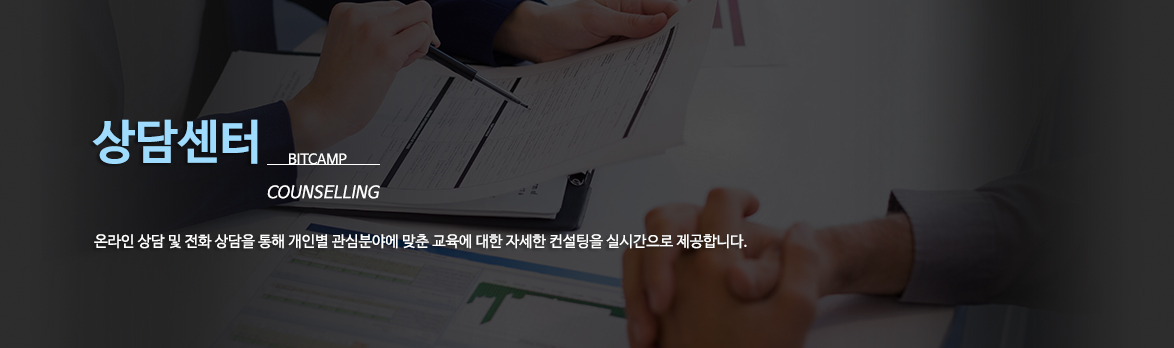 상담센터
BITCAMP
COUNSELLING
온라인 상담 및 전화 상담을 통해 개인별 관심분야에 맞춘 교육에 대한 자세한 컨설팅을 실시간으로 제공합니다.